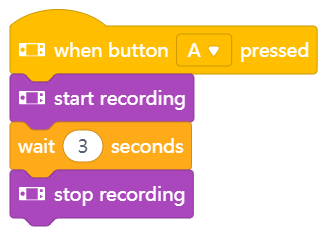 when button A pressed
start recording
wait 3 seconds
stop recording